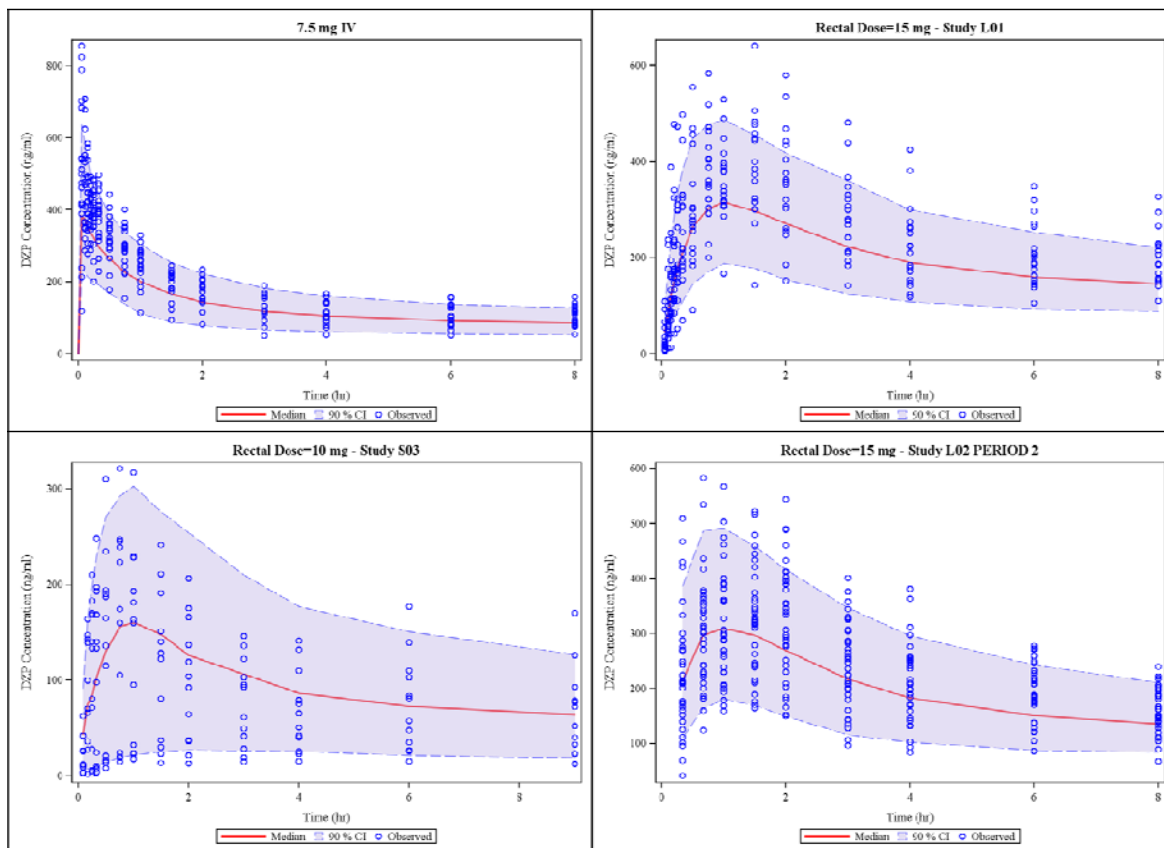 7.5 mg IV
DZP Concentration (ng/ml)
800
600
400
200
0
0 2 4 6 8
Time (hr)
Median 90 % CI Observed
Rectal Dose=15 mg - Study L01
DZP Concentration (ng/ml)
600
400
200
0
0 2 4 6 8
Time (hr)
Median 90 % CI Observed
Rectal Dose=10 mg - Study S03
DZP Concentration (ng/ml)
300
200
100
0
0 2 4 6 8
Time (hr)
Median 90 % CI Observed
Rectal Dose=15 mg - Study L02 PERIOD 2
DZP Concentration (ng/ml)
600
500
400
300
200
100
0 2 4 6 8
Time (hr)
Median 90 % CI Observed